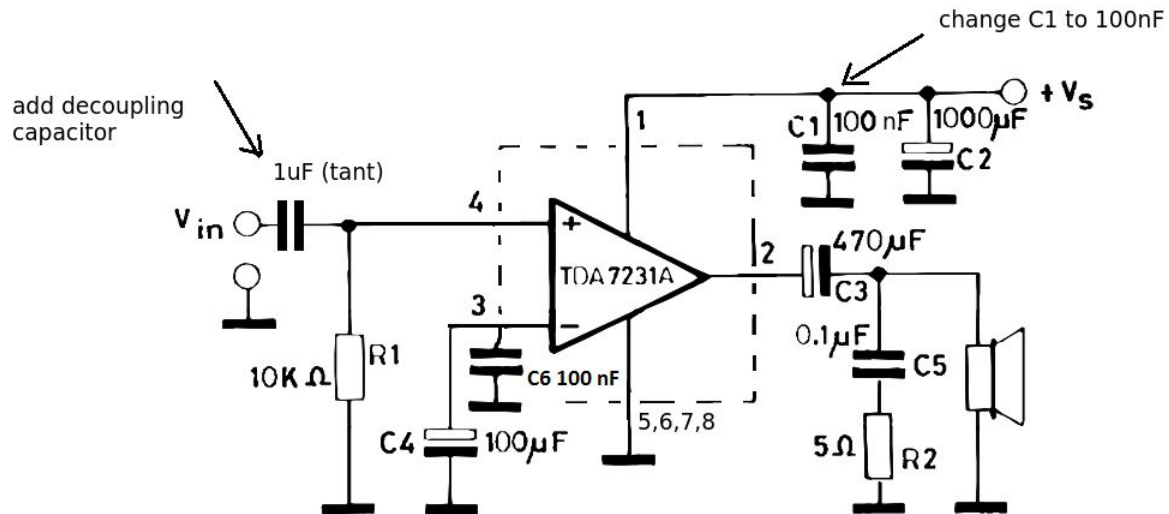 change C1 to 100nF
add decoupling
capacitor
1uF (tant)
V in
4
3
1
2
C1
100 nF
1000µF
C2
+ Vs
TDA 7231A
470µF
C3
0.1µF
C5
10K Ω
R1
C6 100 nF
C4
100µF
5,6,7,8
5Ω
R2
+
−